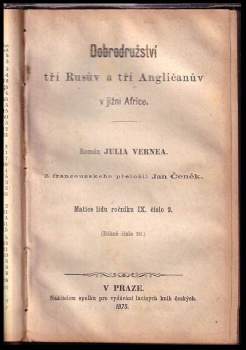 Dobrodružství
tří Rusův a tří Angličanův
v jižní Africe.
Román JULIA VERNEA.
Z francouzského přeložil Jan Čeněk.
Matice lidu ročníku IX. číslo 2.
V PRAZE.
Nákladem spolku pro vydávání laciných knih českých.
1875.